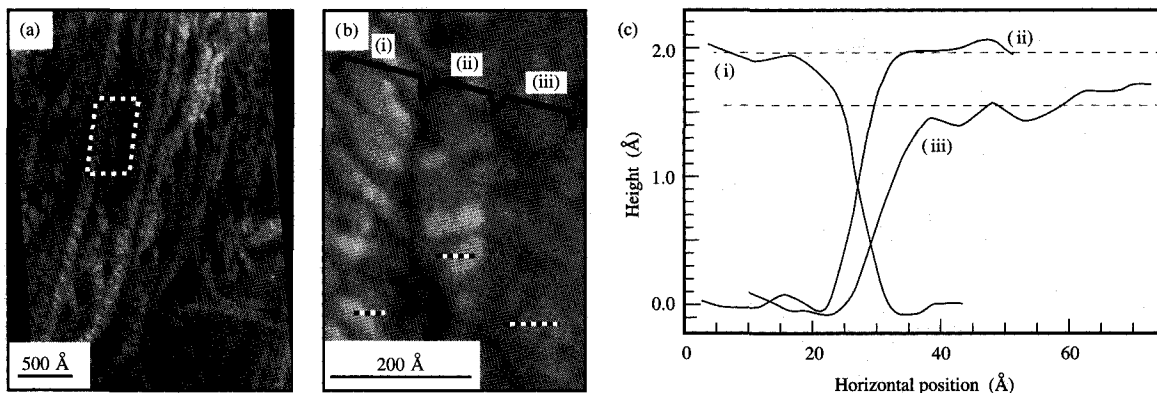 (a)
500 Å
(b)
(i)
(ii)
(iii)
200 Å
(c)
2.0
1.0
0.0
Height (Å)
(i)
(ii)
(iii)
0
20
40
60
Horizontal position (Å)